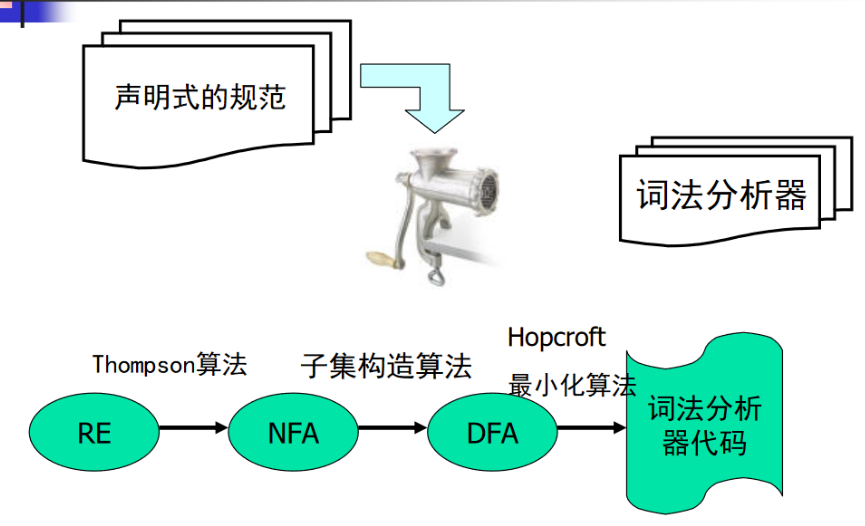 声明式的规范
词法分析器
Thompson算法
子集构造算法
Hopcroft
最小化算法
RE
NFA
DFA
词法分析
器代码